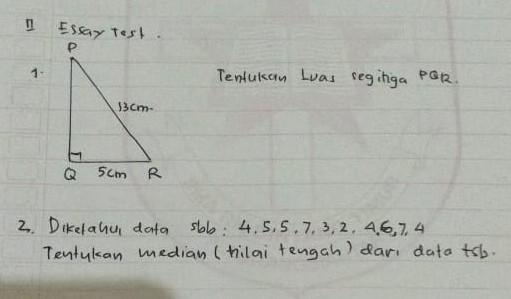 II Essay Test.
P
1. Tentukan Luas segitiga PQR.
13cm.
Q 5cm R
2. Diketahui data sbb: 4,5,5,7,3,2,4,6,7,4
Tentukan median (nilai tengah) dari data tsb.